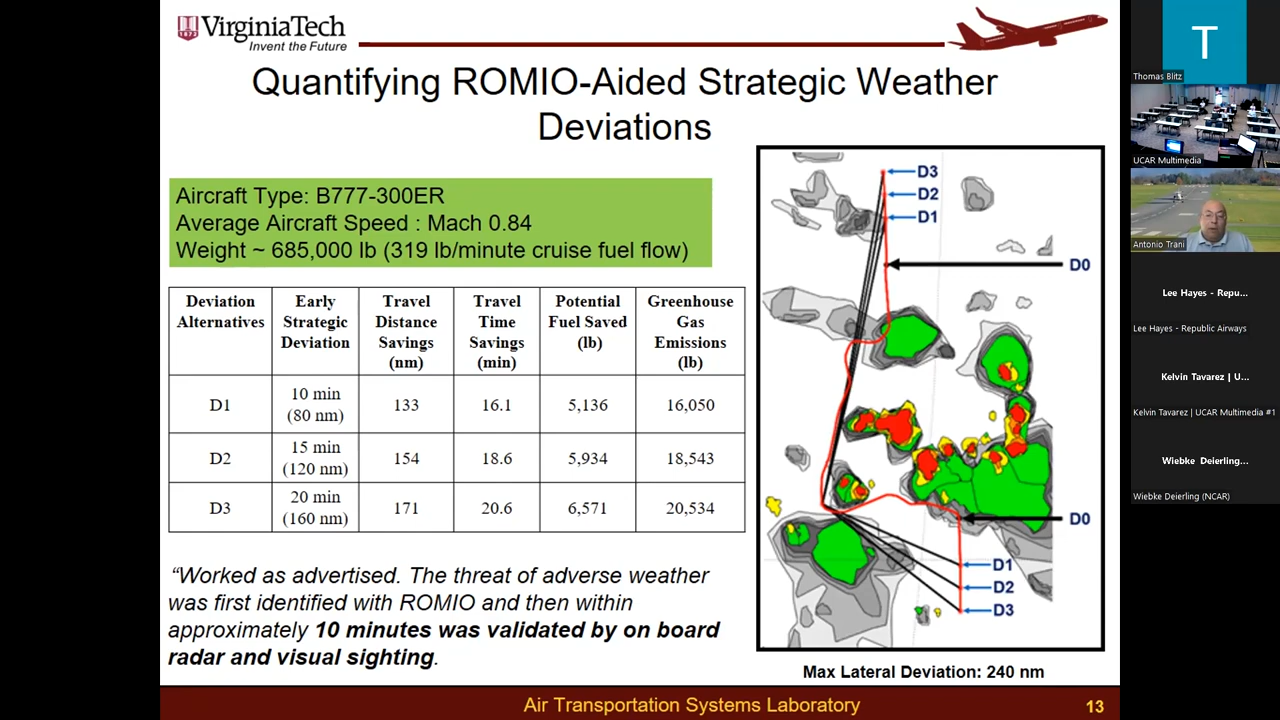 VirginiaTech
Invent the Future
1872
Quantifying ROMIO-Aided Strategic Weather
Deviations
Aircraft Type: B777-300ER
Average Aircraft Speed : Mach 0.84
Weight ~ 685,000 lb (319 lb/minute cruise fuel flow)
Deviation Alternatives Early Strategic Deviation Travel Distance Savings (nm) Travel Time Savings (min) Potential Fuel Saved (lb) Greenhouse Gas Emissions (lb)
D1 10 min (80 nm) 133 16.1 5,136 16,050
D2 15 min (120 nm) 154 18.6 5,934 18,543
D3 20 min (160 nm) 171 20.6 6,571 20,534
“Worked as advertised. The threat of adverse weather
was first identified with ROMIO and then within
approximately 10 minutes was validated by on board
radar and visual sighting.
D3
D2
D1
D0
D0
D1
D2
D3
Max Lateral Deviation: 240 nm
Air Transportation Systems Laboratory
13
T
Thomas Blitz
UCAR Multimedia
Antonio Trani
Lee Hayes - Repu...
Lee Hayes - Republic Airways
Kelvin Tavarez | U...
Kelvin Tavarez | UCAR Multimedia #1
Wiebke Deierling...
Wiebke Deierling (NCAR)